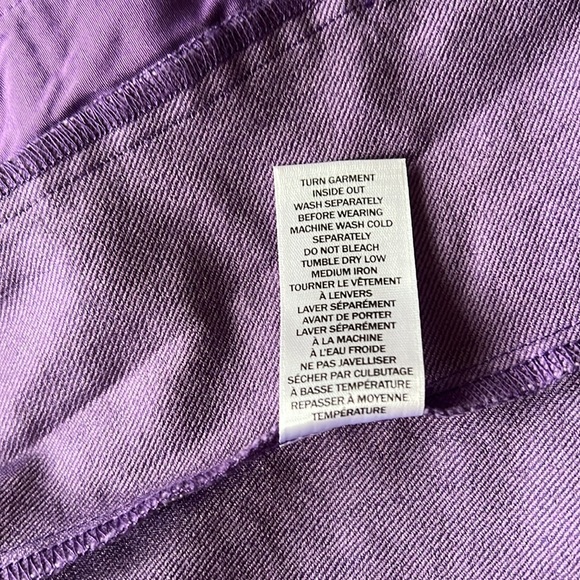 TURN GARMENT
INSIDE OUT
WASH SEPARATELY
BEFORE WEARING
MACHINE WASH COLD
SEPARATELY
DO NOT BLEACH
TUMBLE DRY LOW
MEDIUM IRON
TOURNER LE VÊTEMENT
À LENVERS
LAVER SÉPARÉMENT
AVANT DE PORTER
LAVER SÉPARÉMENT
À LA MACHINE
À L'EAU FROIDE
NE PAS JAVELLISER
SÉCHER PAR CULBUTAGE
À BASSE TEMPÉRATURE
REPASSER À MOYENNE
TEMPÉRATURE